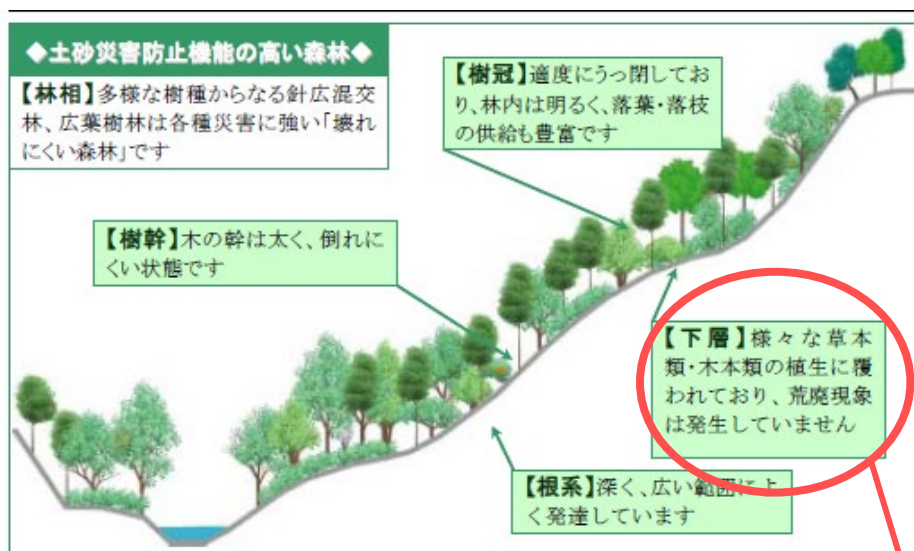 ◆土砂災害防止機能の高い森林◆
【林相】多様な樹種からなる針広混交
林、広葉樹林は各種災害に強い「壊れ
にくい森林」です
【樹冠】適度にうっ閉してお
り、林内は明るく、落葉・落枝
の供給も豊富です
【樹幹】木の幹は太く、倒れに
くい状態です
【下層】様々な草本
類・木本類の植生に覆
われており、荒廃現象
は発生していません
【根系】深く、広い範囲によ
く発達しています